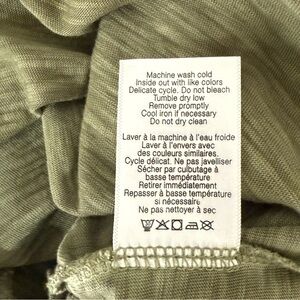 Machine wash cold
Inside out with like colors
Delicate cycle. Do not bleach
Tumble dry low
Remove promptly
Cool iron if necessary
Do not dry clean
Laver à la machine à l'eau froide
Laver à l'envers avec
des couleurs similaires.
Cycle délicat. Ne pas javelliser
Sécher par culbutage à
basse température
Retirer immédiatement
Repasser à basse température
si nécessaire
Ne pas nettoyer à sec